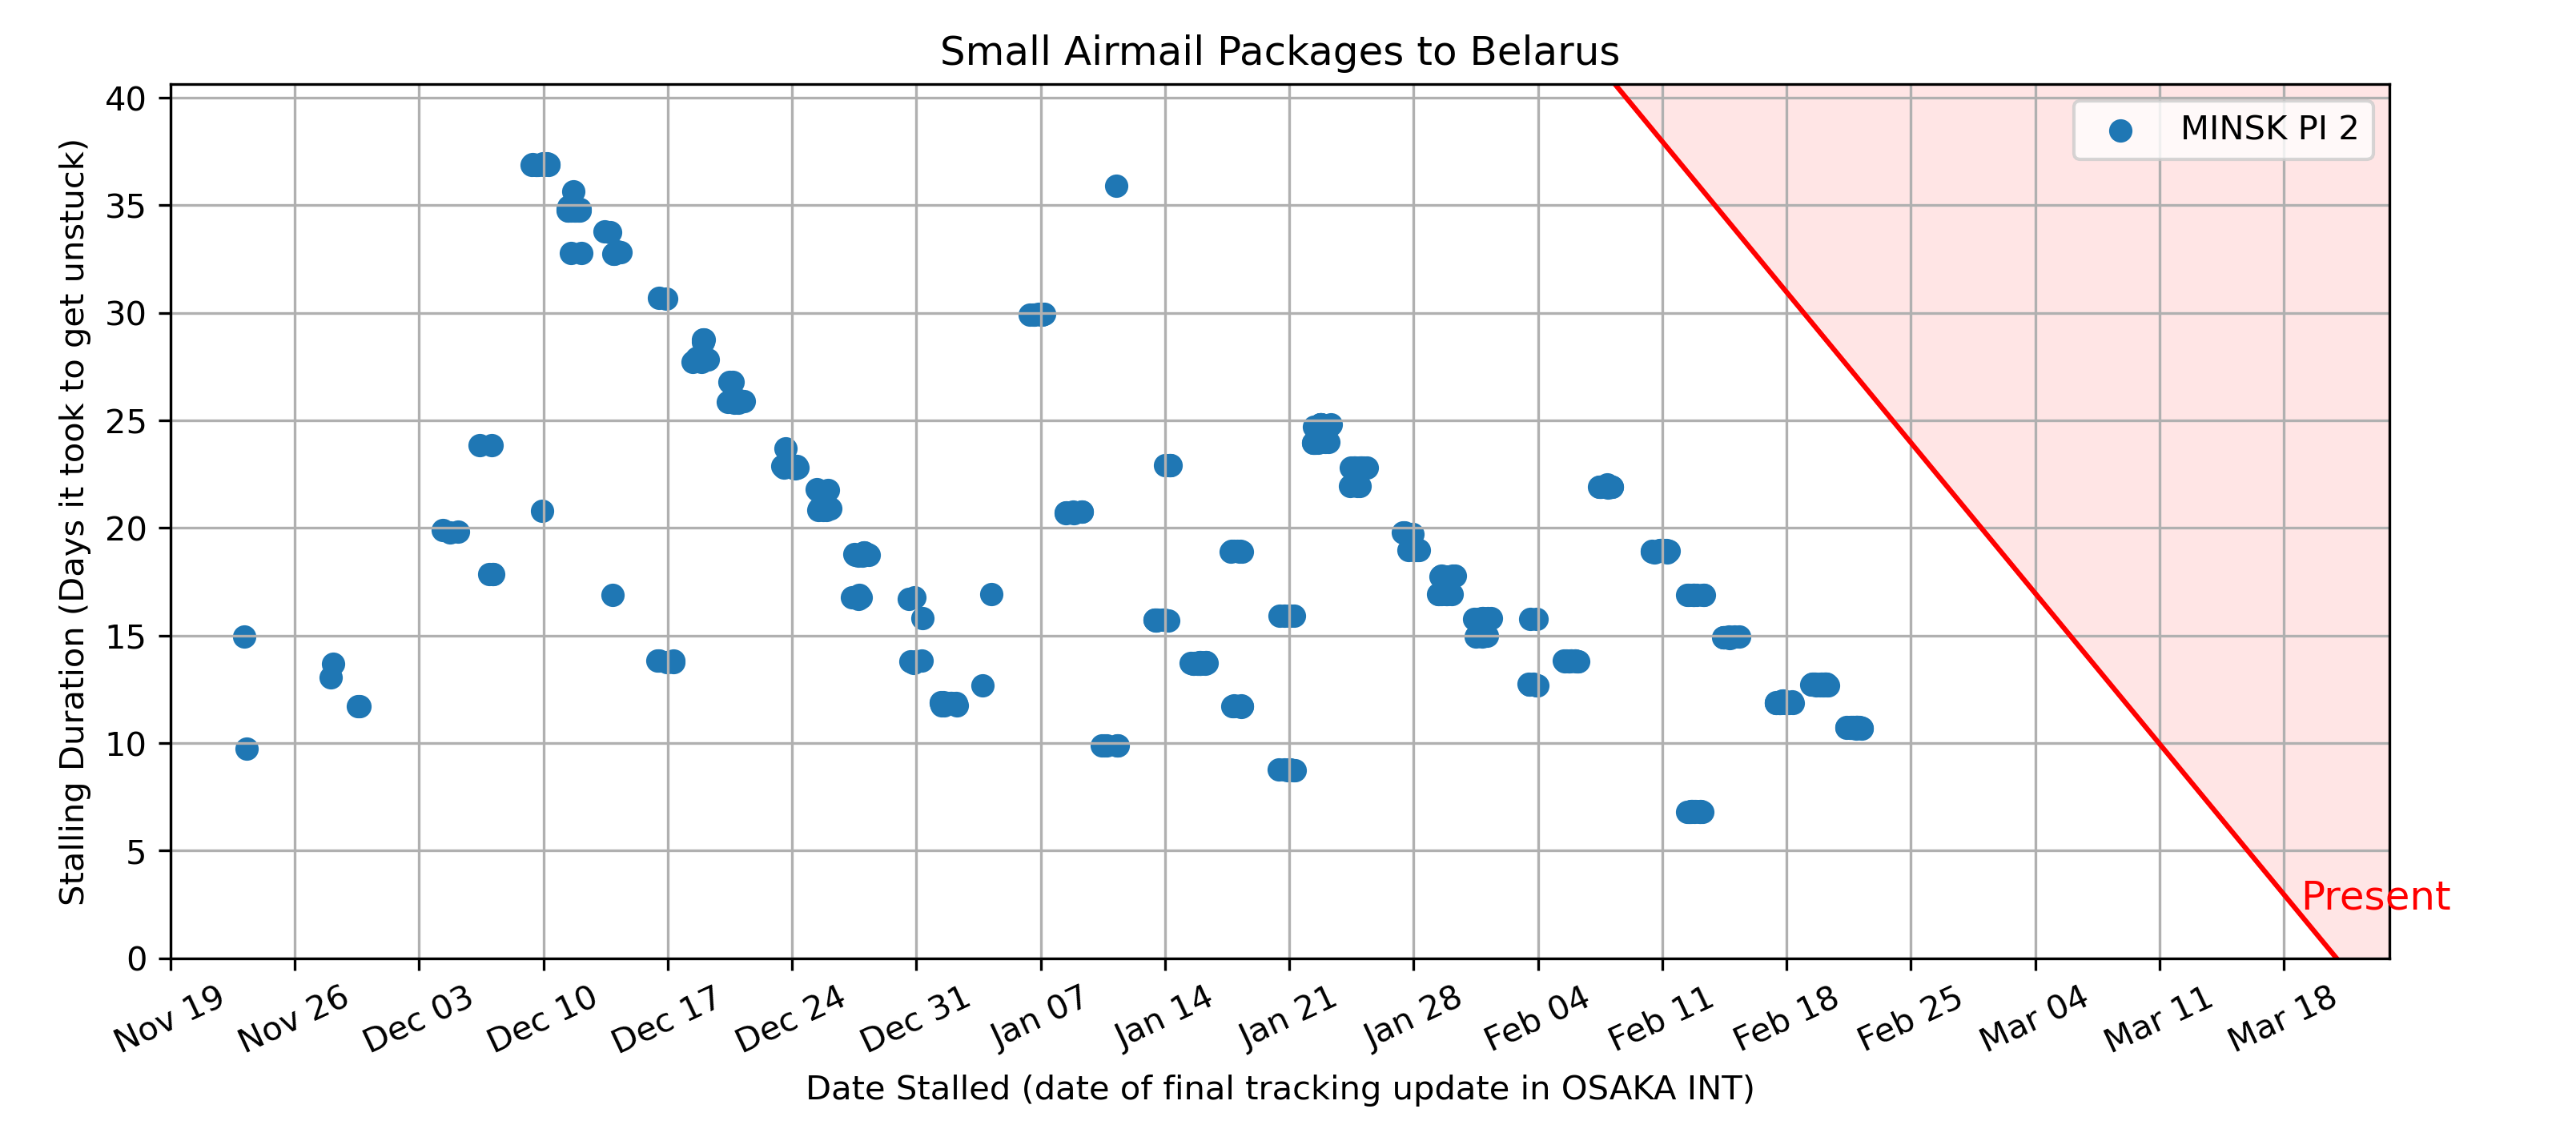 Small Airmail Packages to Belarus
MINSK PI 2
Stalling Duration (Days it took to get unstuck)
40
35
30
25
20
15
10
5
0
Present
Nov 19
Nov 26
Dec 03
Dec 10
Dec 17
Dec 24
Dec 31
Jan 07
Jan 14
Jan 21
Jan 28
Feb 04
Feb 11
Feb 18
Feb 25
Mar 04
Mar 11
Mar 18
Date Stalled (date of final tracking update in OSAKA INT)